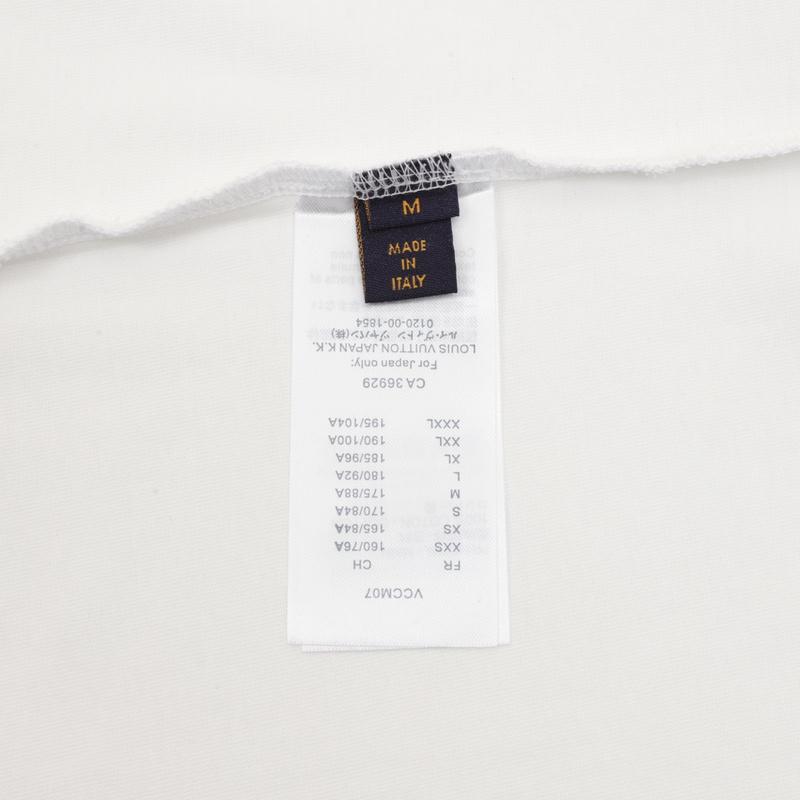 M
MADE
IN
ITALY
VCCM07
FR CH
XXS 160/76A
XS 165/84A
S 170/84A
M 175/88A
L 180/92A
XL 185/96A
XXL 190/100A
XXXL 195/104A
CA 36929
For Japan only:
LOUIS VUITTON JAPAN K.K.
ルイ・ヴィトン ジャパン(株)
0120-00-1854